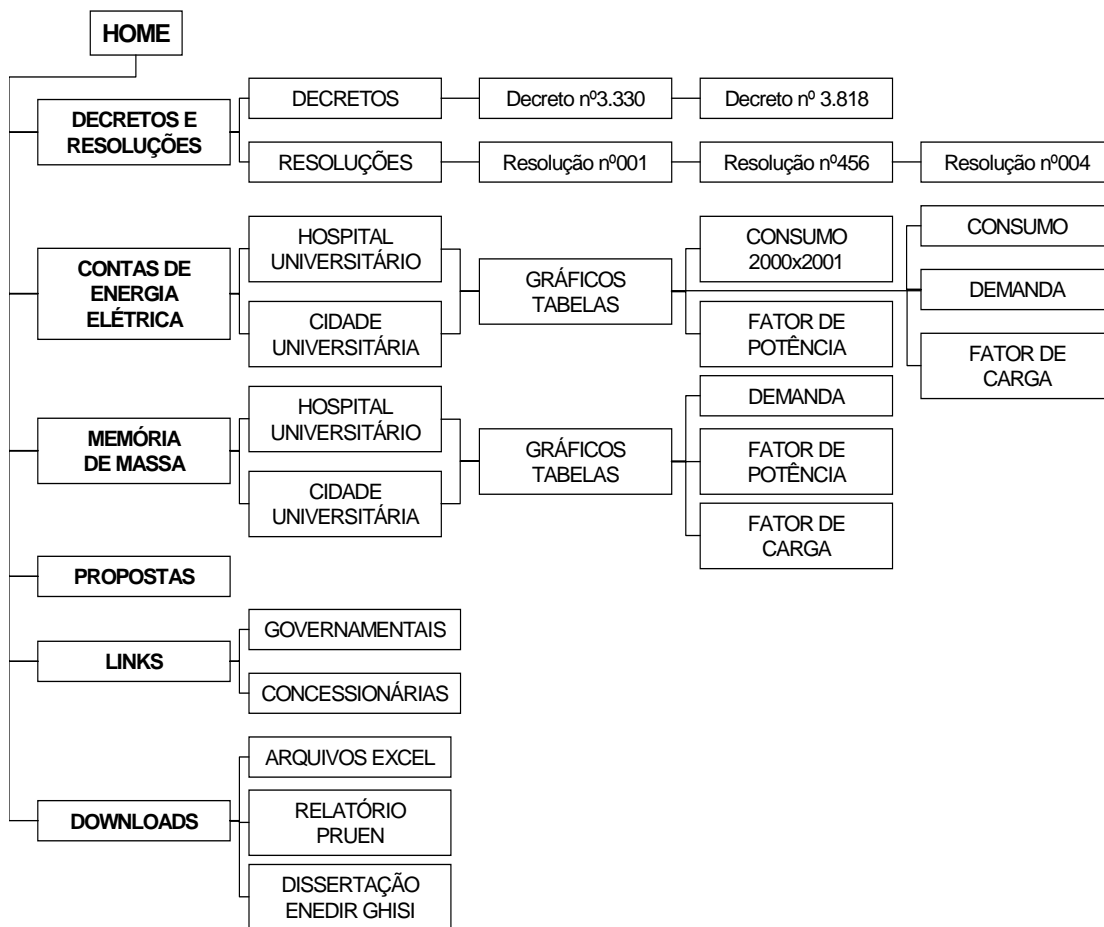 HOME
DECRETOS E
RESOLUÇÕES
DECRETOS
Decreto nº3.330
Decreto nº 3.818
RESOLUÇÕES
Resolução nº001
Resolução nº456
Resolução nº004
CONTAS DE
ENERGIA
ELÉTRICA
HOSPITAL
UNIVERSITÁRIO
CIDADE
UNIVERSITÁRIA
GRÁFICOS
TABELAS
CONSUMO
2000x2001
FATOR DE
POTÊNCIA
CONSUMO
DEMANDA
FATOR DE
CARGA
MEMÓRIA
DE MASSA
HOSPITAL
UNIVERSITÁRIO
CIDADE
UNIVERSITÁRIA
GRÁFICOS
TABELAS
DEMANDA
FATOR DE
POTÊNCIA
FATOR DE
CARGA
PROPOSTAS
LINKS
GOVERNAMENTAIS
CONCESSIONÁRIAS
DOWNLOADS
ARQUIVOS EXCEL
RELATÓRIO
PRUEN
DISSERTAÇÃO
ENEDIR GHISI